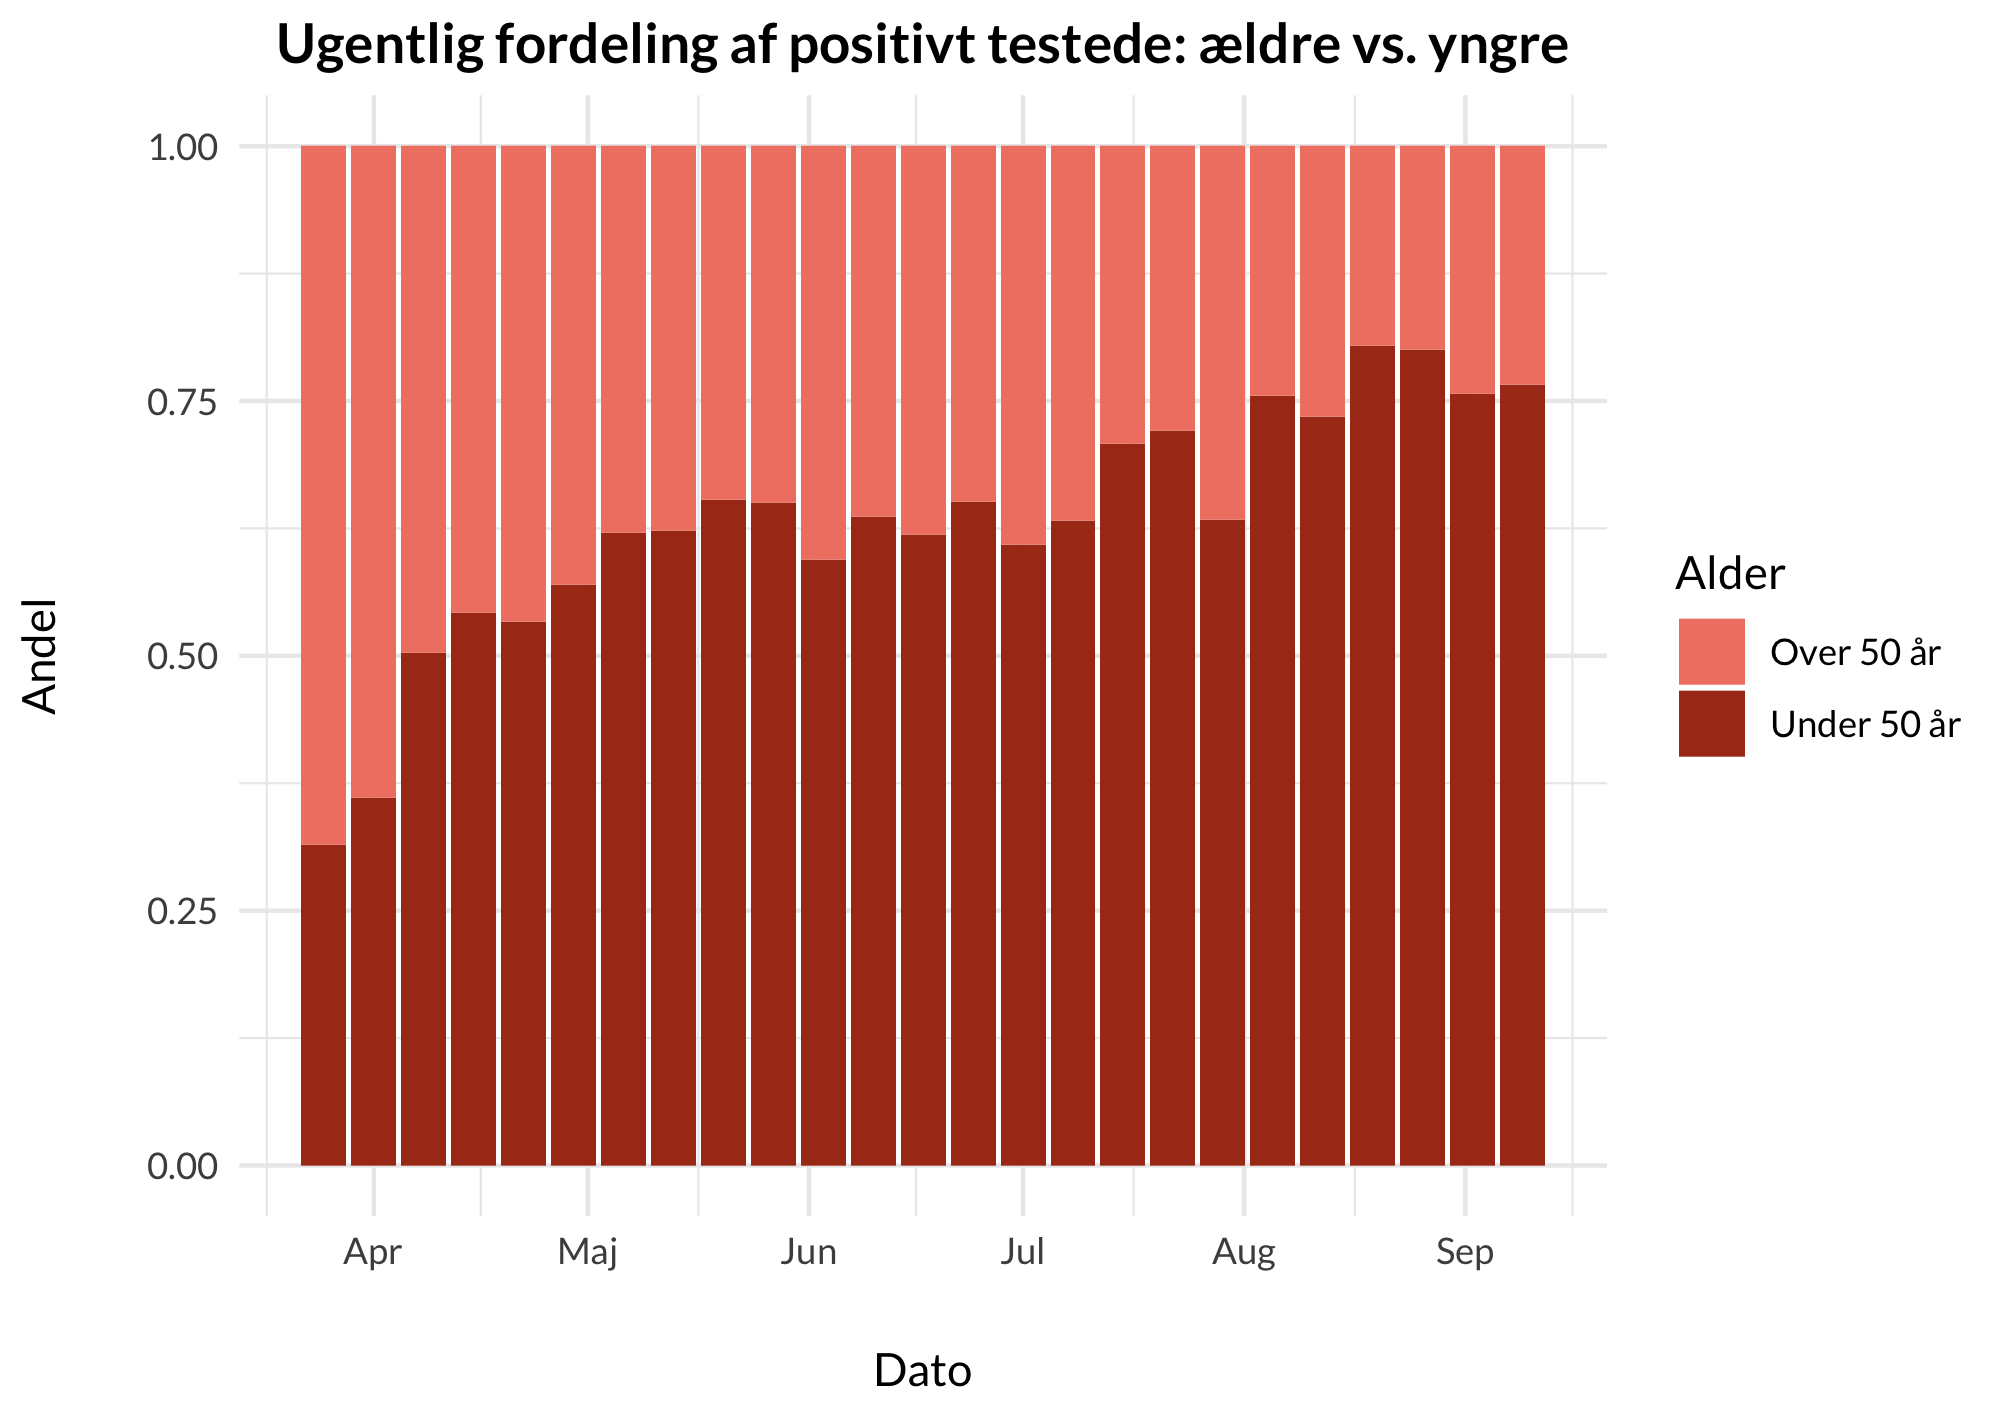 Ugentlig fordeling af positivt testede: ældre vs. yngre
Andel
1.00
0.75
0.50
0.25
0.00
Apr Maj Jun Jul Aug Sep
Dato
Alder
Over 50 år
Under 50 år